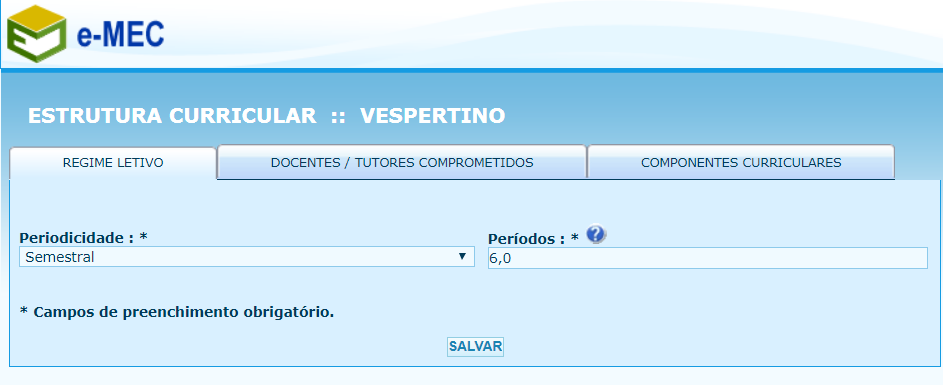 e-MEC
ESTRUTURA CURRICULAR :: VESPERTINO
REGIME LETIVO
DOCENTES / TUTORES COMPROMETIDOS
COMPONENTES CURRICULARES
Periodicidade : *
Períodos : * ?
Semestral
6,0
* Campos de preenchimento obrigatório.
SALVAR